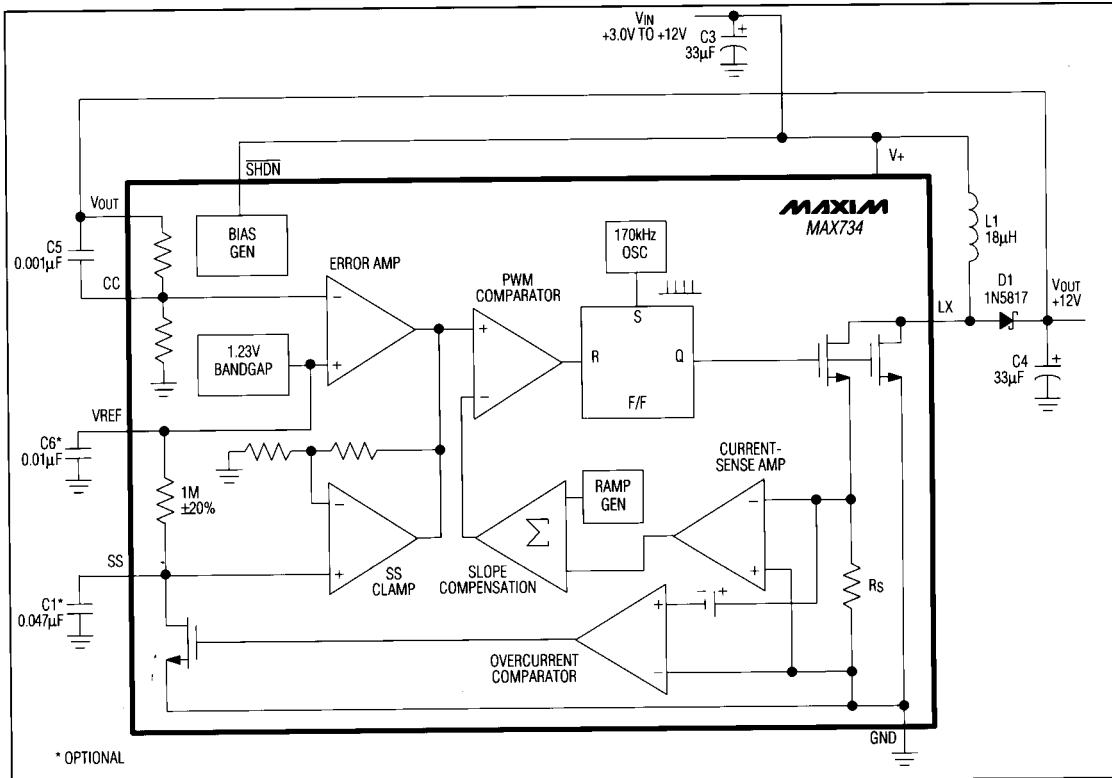 VIN
+3.0V TO +12V
C3
33µF
+
SHDN
V+
MAXIM
MAX734
VOUT
C5
0.001µF
CC
BIAS
GEN
ERROR AMP
170kHz
OSC
L1
18µH
PWM
COMPARATOR
D1
1N5817
VOUT
+12V
LX
1.23V
BANDGAP
−
+
+
−
S
R
Q
F/F
+
C4
33µF
VREF
C6*
0.01µF
1M
±20%
CURRENT-
SENSE AMP
RAMP
GEN
−
+
Σ
−
+
RS
SS
C1*
0.047µF
SS
CLAMP
SLOPE
COMPENSATION
− +
+
−
OVERCURRENT
COMPARATOR
GND
* OPTIONAL